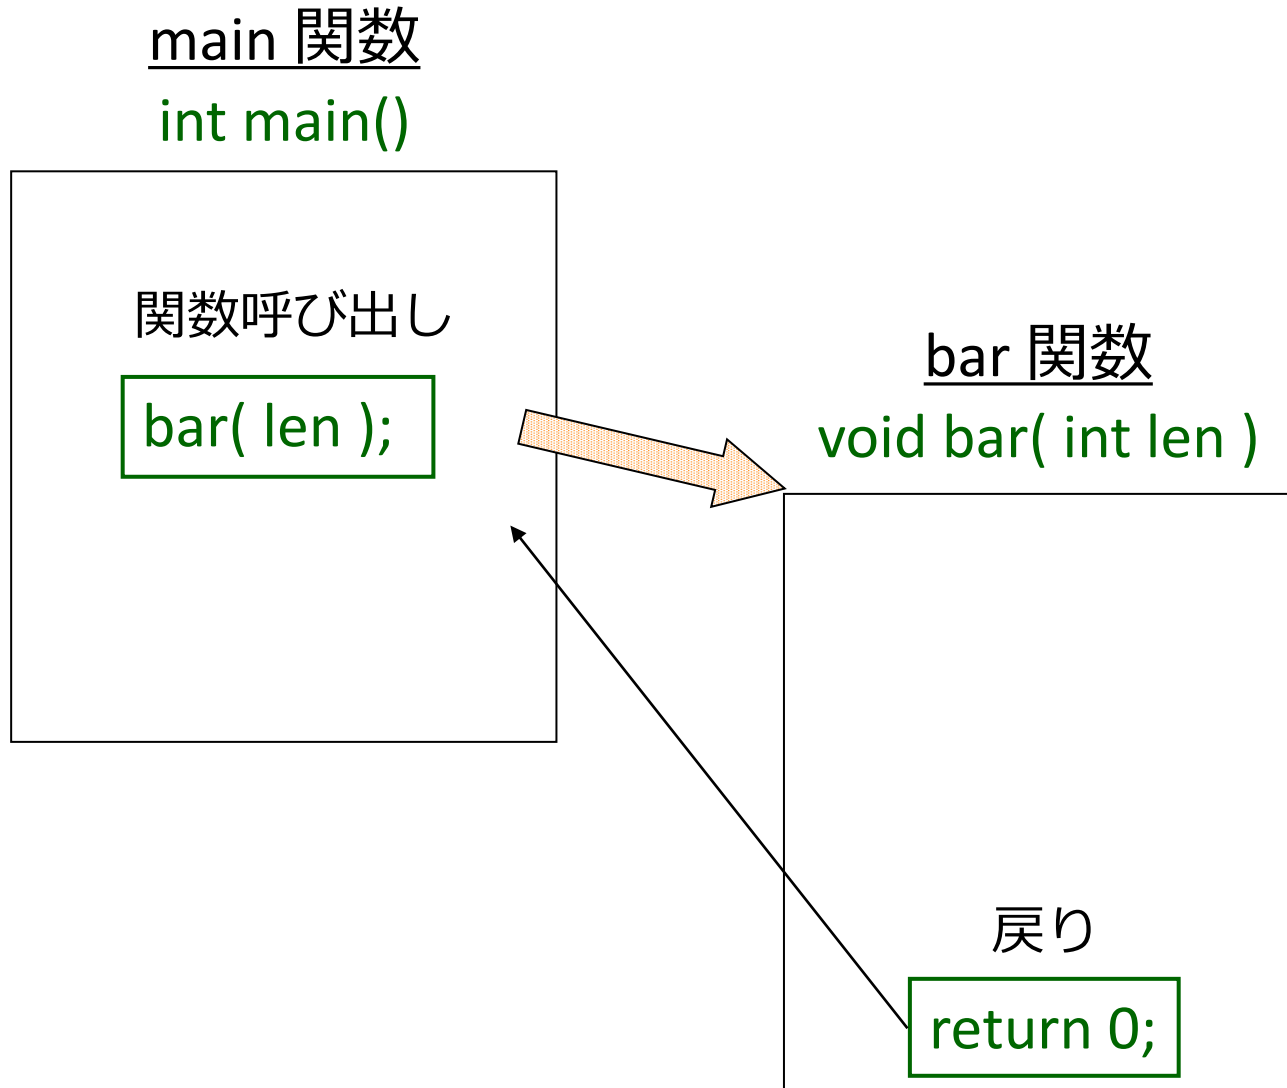 main 関数
int main()
関数呼び出し
bar( len );
bar 関数
void bar( int len )
戻り
return 0;